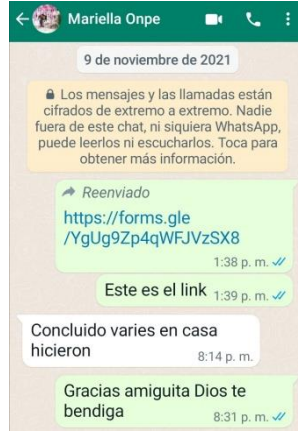 Mariella Onpe
9 de noviembre de 2021
Los mensajes y las llamadas están
cifrados de extremo a extremo. Nadie
fuera de este chat, ni siquiera WhatsApp,
puede leerlos ni escucharlos. Toca para
obtener más información.
Reenviado
https://forms.gle
/YgUg9Zp4qWFJVzSX8
1:38 p. m.
Este es el link 1:39 p. m.
Concluido varies en casa
hicieron
8:14 p. m.
Gracias amiguita Dios te
bendiga
8:31 p. m.